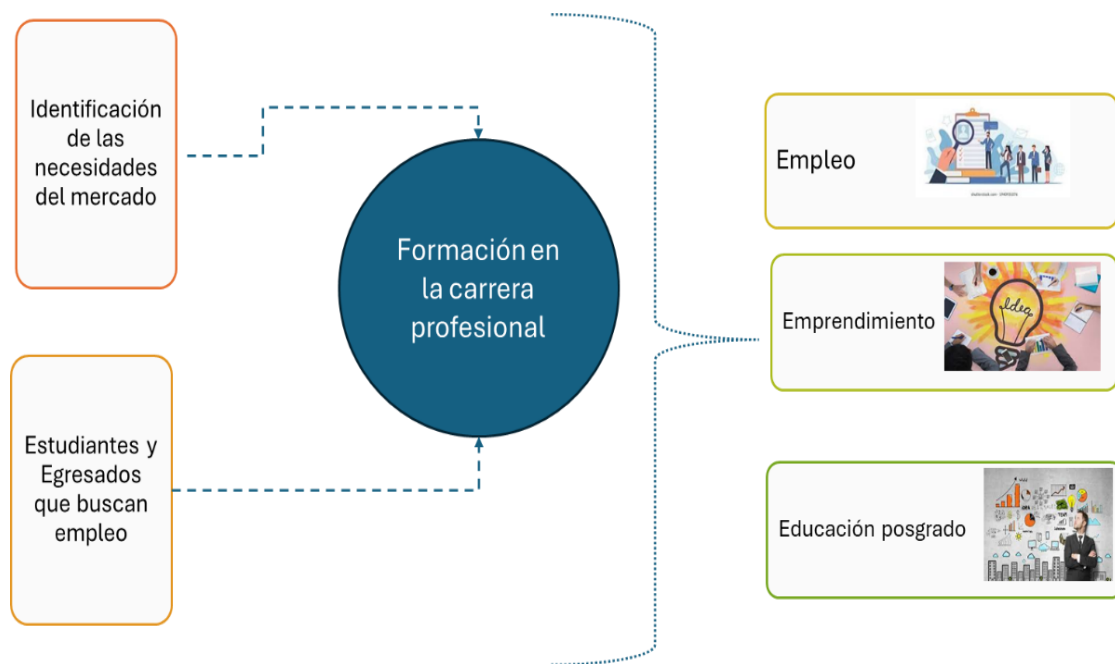 Identificación
de las
necesidades
del mercado
Estudiantes y
Egresados
que buscan
empleo
Formación en
la carrera
profesional
Empleo
Emprendimiento
Idea
Educación posgrado